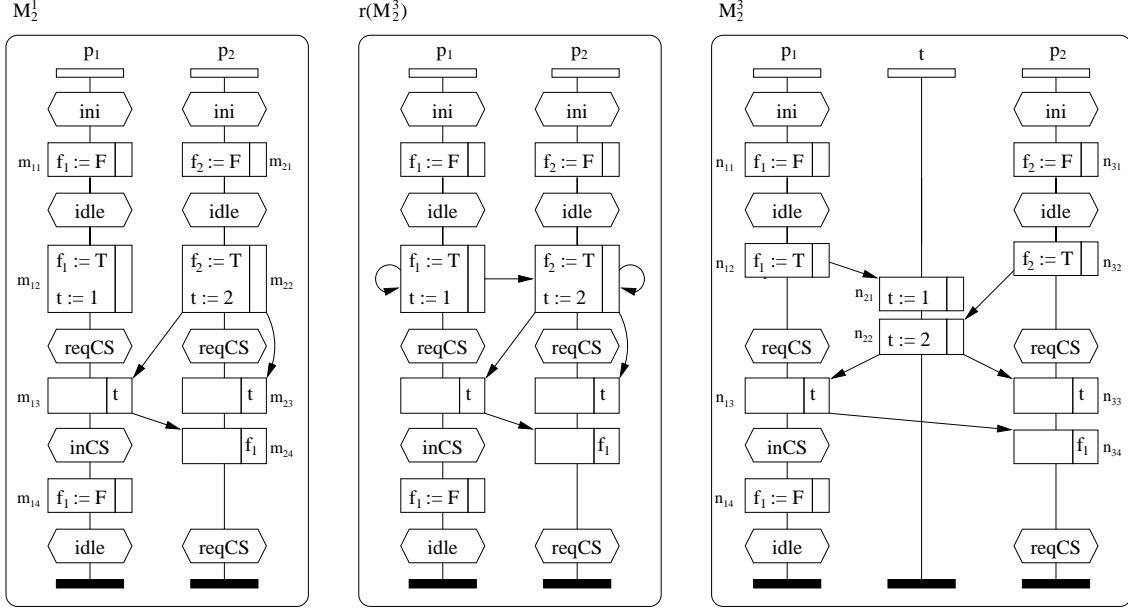 M₂¹
p₁ p₂
ini ini
m₁₁ f₁ := F f₂ := F m₂₁
idle idle
f₁ := T f₂ := T
m₁₂ m₂₂
t := 1 t := 2
reqCS reqCS
m₁₃ t t m₂₃
inCS f₁ m₂₄
m₁₄ f₁ := F
idle reqCS
r(M₂³)
p₁ p₂
ini ini
f₁ := F f₂ := F
idle idle
f₁ := T f₂ := T
t := 1 t := 2
reqCS reqCS
t t
inCS f₁
f₁ := F
idle reqCS
M₂³
p₁ t p₂
ini ini
n₁₁ f₁ := F f₂ := F n₃₁
idle idle
n₁₂ f₁ := T f₂ := T n₃₂
n₂₁ t := 1
n₂₂ t := 2
reqCS reqCS
n₁₃ t t n₃₃
inCS f₁ n₃₄
n₁₄ f₁ := F
idle reqCS